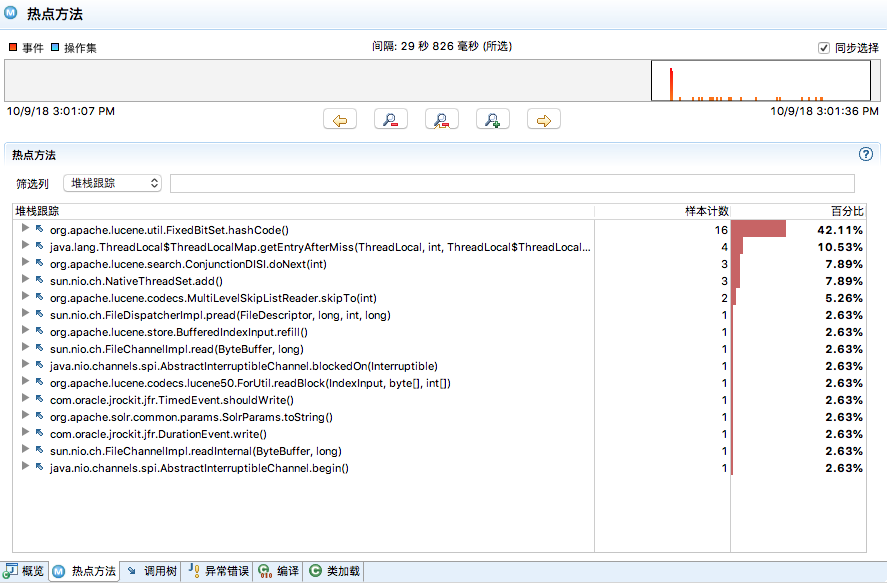 热点方法
事件 操作集
间隔: 29 秒 826 毫秒 (所选)
同步选择
10/9/18 3:01:07 PM
10/9/18 3:01:36 PM
热点方法
筛选列 堆栈跟踪
堆栈跟踪 样本计数 百分比
org.apache.lucene.util.FixedBitSet.hashCode() 16 42.11%
java.lang.ThreadLocal$ThreadLocalMap.getEntryAfterMiss(ThreadLocal, int, ThreadLocal$ThreadLocal... 4 10.53%
org.apache.lucene.search.ConjunctionDISI.doNext(int) 3 7.89%
sun.nio.ch.NativeThreadSet.add() 3 7.89%
org.apache.lucene.codecs.MultiLevelSkipListReader.skipTo(int) 2 5.26%
sun.nio.ch.FileDispatcherImpl.pread(FileDescriptor, long, int, long) 1 2.63%
org.apache.lucene.store.BufferedIndexInput.refill() 1 2.63%
sun.nio.ch.FileChannelImpl.read(ByteBuffer, long) 1 2.63%
java.nio.channels.spi.AbstractInterruptibleChannel.blockedOn(Interruptible) 1 2.63%
org.apache.lucene.codecs.lucene50.ForUtil.readBlock(IndexInput, byte[], int[]) 1 2.63%
com.oracle.jrockit.jfr.TimedEvent.shouldWrite() 1 2.63%
org.apache.solr.common.params.SolrParams.toString() 1 2.63%
com.oracle.jrockit.jfr.DurationEvent.write() 1 2.63%
sun.nio.ch.FileChannelImpl.readInternal(ByteBuffer, long) 1 2.63%
java.nio.channels.spi.AbstractInterruptibleChannel.begin() 1 2.63%
概览 热点方法 调用树 异常错误 编译 类加载